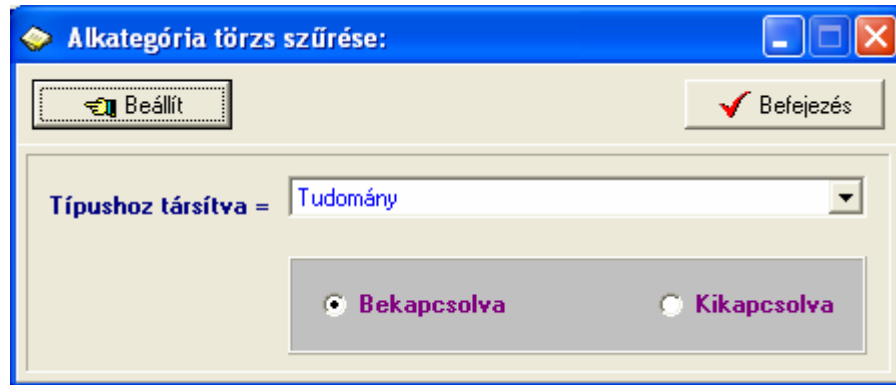 Alkategória törzs szűrése:
Beállít
Befejezés
Típushoz társítva =
Tudomány
Bekapcsolva
Kikapcsolva